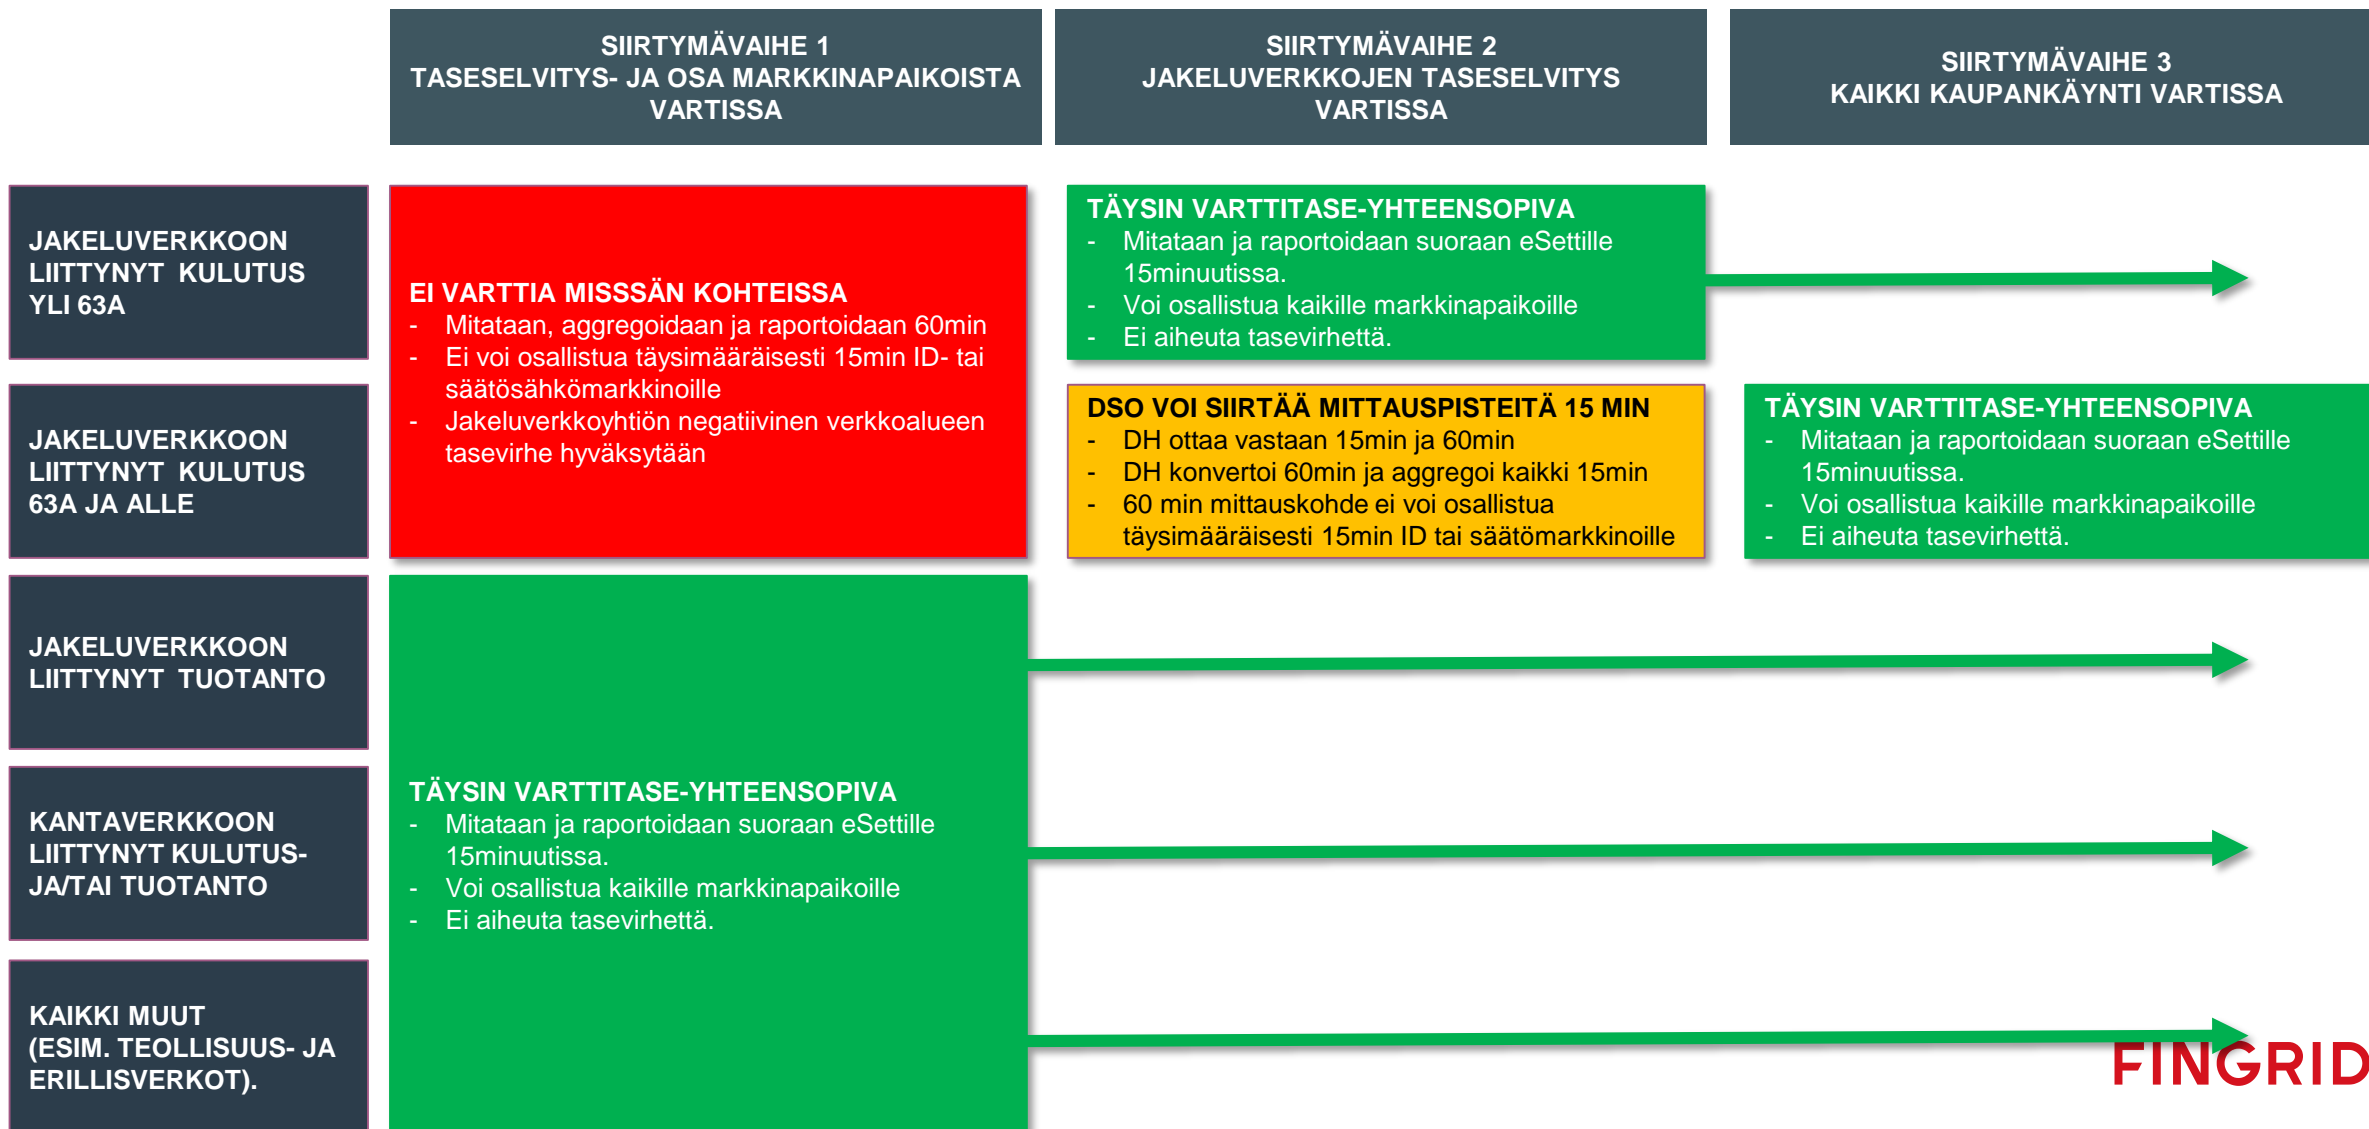 SIIRTYMÄVAIHE 1
TASESELVITYS- JA OSA MARKKINAPAIKOISTA
VARTISSA
SIIRTYMÄVAIHE 2
JAKELUVERKKOJEN TASESELVITYS
VARTISSA
SIIRTYMÄVAIHE 3
KAIKKI KAUPANKÄYNTI VARTISSA
JAKELUVERKKOON
LIITTYNYT KULUTUS
YLI 63A
EI VARTTIA MISSSÄN KOHTEISSA
- Mitataan, aggregoidaan ja raportoidaan 60min
- Ei voi osallistua täysimääräisesti 15min ID- tai
säätösähkömarkkinoille
- Jakeluverkkoyhtiön negatiivinen verkkoalueen
tasevirhe hyväksytään
TÄYSIN VARTTITASE-YHTEENSOPIVA
- Mitataan ja raportoidaan suoraan eSettille
15minuutissa.
- Voi osallistua kaikille markkinapaikoille
- Ei aiheuta tasevirhettä.
JAKELUVERKKOON
LIITTYNYT KULUTUS
63A JA ALLE
DSO VOI SIIRTÄÄ MITTAUSPISTEITÄ 15 MIN
- DH ottaa vastaan 15min ja 60min
- DH konvertoi 60min ja aggregoi kaikki 15min
- 60 min mittauskohde ei voi osallistua
täysimääräisesti 15min ID tai säätömarkkinoille
TÄYSIN VARTTITASE-YHTEENSOPIVA
- Mitataan ja raportoidaan suoraan eSettille
15minuutissa.
- Voi osallistua kaikille markkinapaikoille
- Ei aiheuta tasevirhettä.
JAKELUVERKKOON
LIITTYNYT TUOTANTO
KANTAVERKKOON
LIITTYNYT KULUTUS-
JA/TAI TUOTANTO
TÄYSIN VARTTITASE-YHTEENSOPIVA
- Mitataan ja raportoidaan suoraan eSettille
15minuutissa.
- Voi osallistua kaikille markkinapaikoille
- Ei aiheuta tasevirhettä.
KAIKKI MUUT
(ESIM. TEOLLISUUS- JA
ERILLISVERKOT).
FINGRID